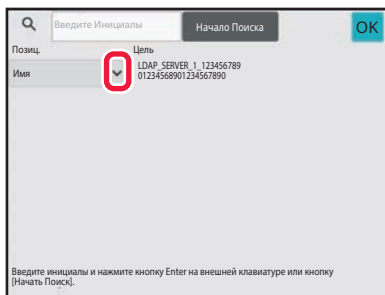 Введите Инициалы
Начало Поиска
OK
Позиц.
Цель
Имя
LDAP_SERVER_1_123456789
01234568901234567890
Введите инициалы и нажмите кнопку Enter на внешней клавиатуре или кнопку
[Начать Поиск].